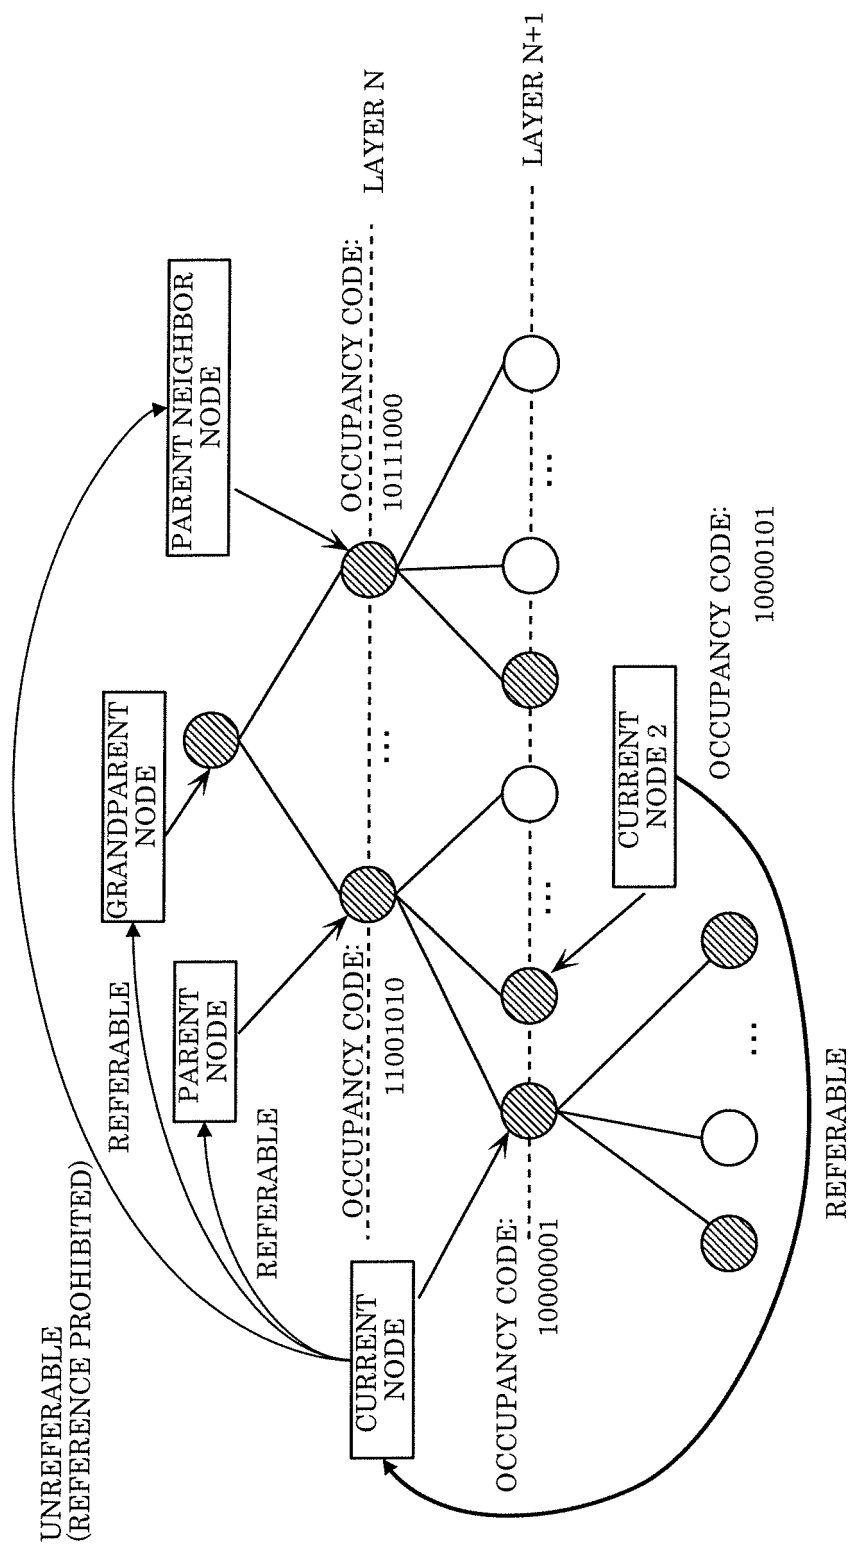 UNREFERABLE
(REFERENCE PROHIBITED)
REFERABLE
GRANDPARENT
NODE
PARENT NEIGHBOR
NODE
PARENT
NODE
REFERABLE
CURRENT
NODE
OCCUPANCY CODE:
11001010
...
OCCUPANCY CODE:
10111000
LAYER N
OCCUPANCY CODE:
10000001
...
...
LAYER N+1
CURRENT
NODE 2
OCCUPANCY CODE:
10000101
...
REFERABLE